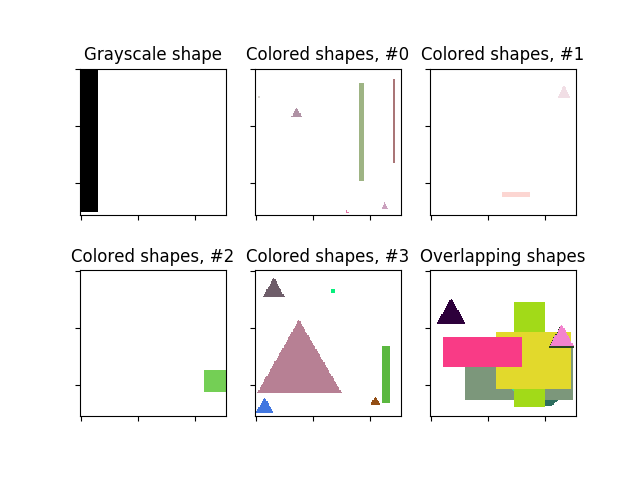 Grayscale shape
Colored shapes, #0
Colored shapes, #1
Colored shapes, #2
Colored shapes, #3
Overlapping shapes